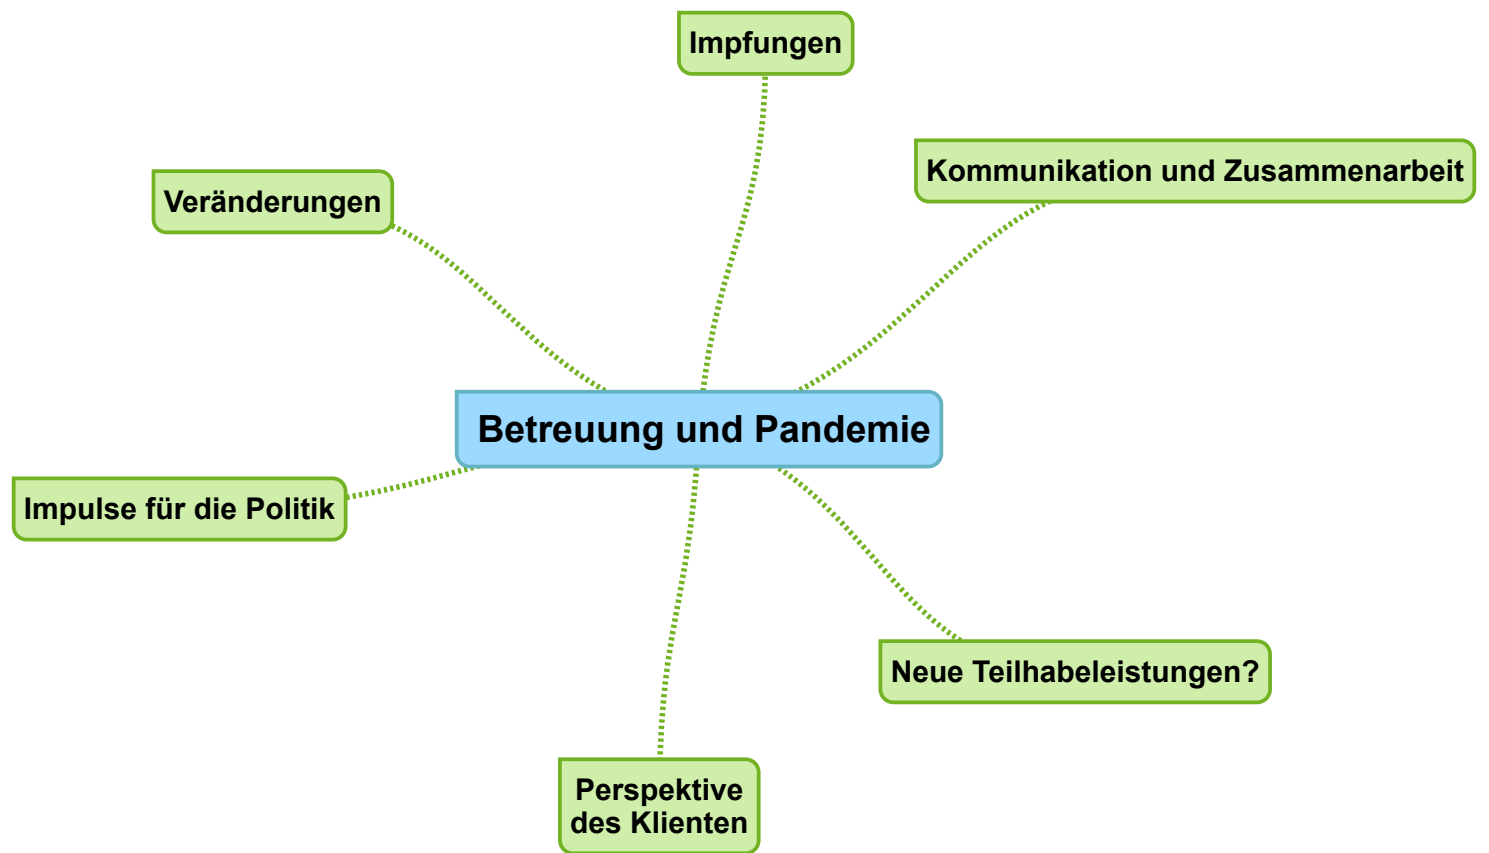 Impfungen
Kommunikation und Zusammenarbeit
Veränderungen
Betreuung und Pandemie
Impulse für die Politik
Neue Teilhabeleistungen?
Perspektive
des Klienten